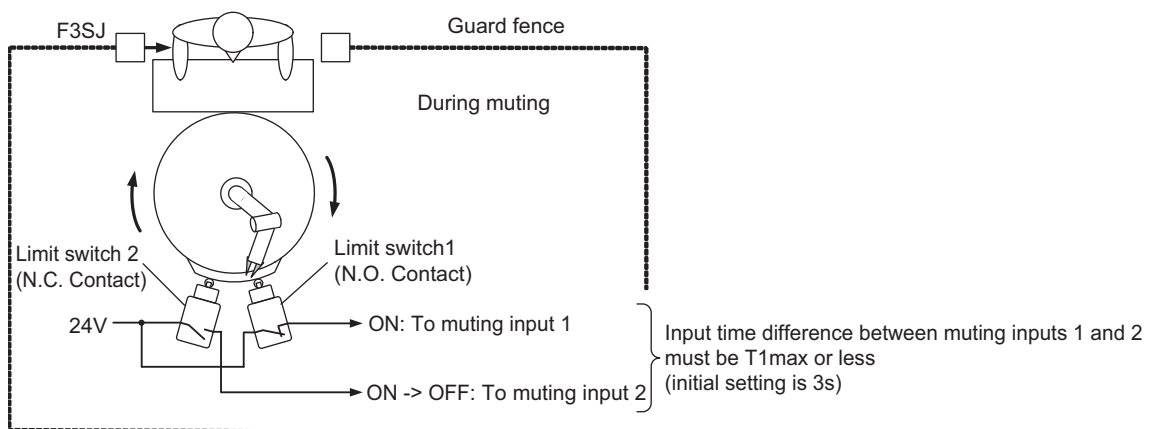 F3SJ
Guard fence
During muting
Limit switch 2
(N.C. Contact)
Limit switch1
(N.O. Contact)
24V
ON: To muting input 1
ON -> OFF: To muting input 2
Input time difference between muting inputs 1 and 2
must be T1max or less
(initial setting is 3s)